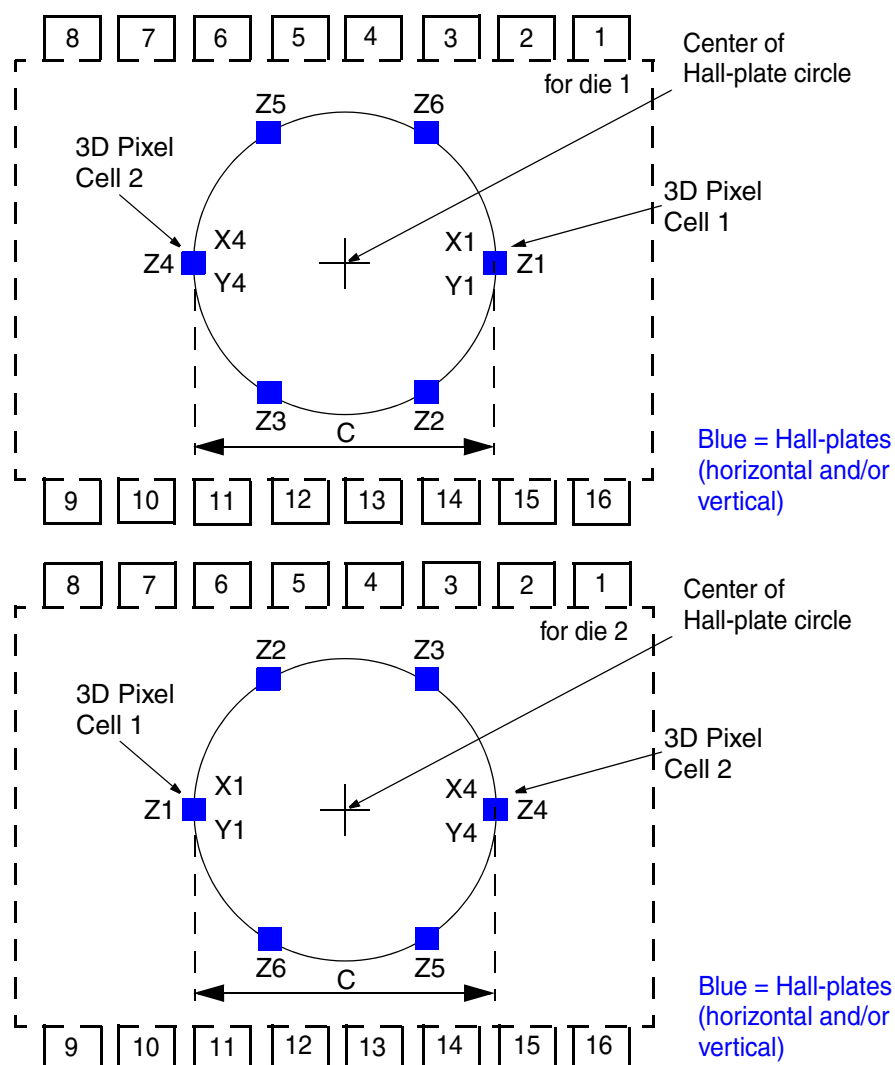 8 7 6 5 4 3 2 1
for die 1
Center of
Hall-plate circle
Z5 Z6
3D Pixel
Cell 2
3D Pixel
Cell 1
X4 X1
Z4 Z1
Y4 Y1
Z3 Z2
C
Blue = Hall-plates
(horizontal and/or
vertical)
9 10 11 12 13 14 15 16
8 7 6 5 4 3 2 1
for die 2
Center of
Hall-plate circle
Z2 Z3
3D Pixel
Cell 1
3D Pixel
Cell 2
X1 X4
Z1 Z4
Y1 Y4
Z6 Z5
C
Blue = Hall-plates
(horizontal and/or
vertical)
9 10 11 12 13 14 15 16